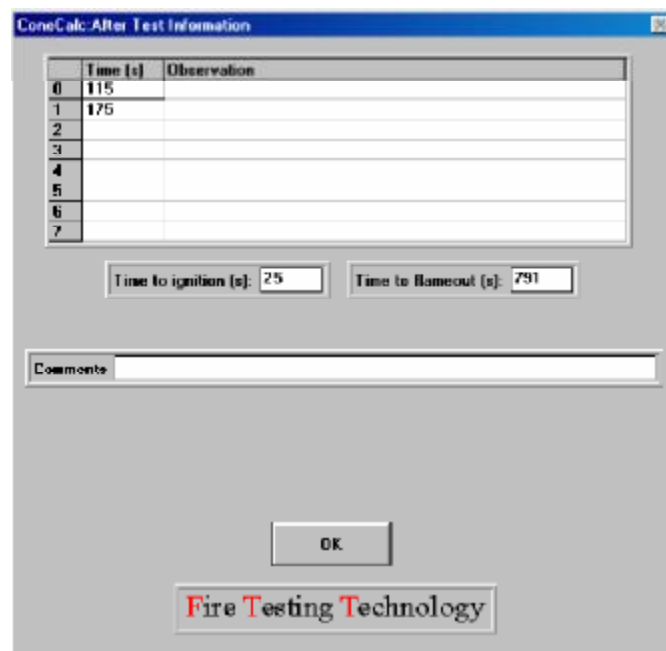 ConeCalc:After Test Information
Time (s) Observation
0 115
1 175
2
3
4
5
6
7
Time to ignition (s): 25 Time to flameout (s): 791
Comments
OK
Fire Testing Technology